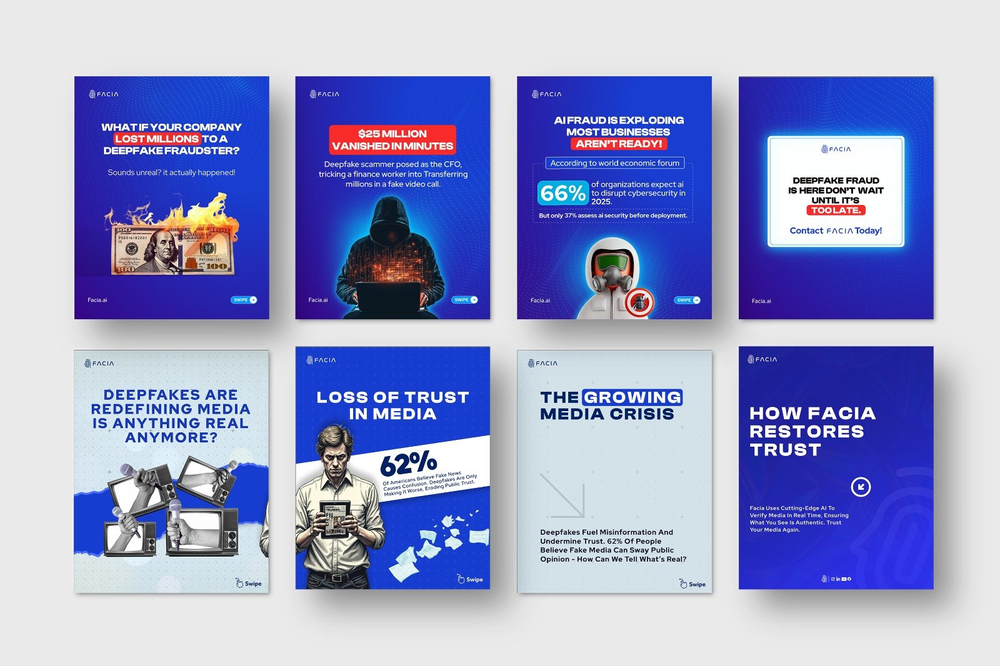 FACIA
WHAT IF YOUR COMPANY
LOST MILLIONS TO A
DEEPFAKE FRAUDSTER?
Sounds unreal? it actually happened!
100
P36016182205
I3
P01193641181
100
100
Facia.ai
SWIPE
FACIA
$25 MILLION
VANISHED IN MINUTES
Deepfake scammer posed as the CFO,
tricking a finance worker into Transferring
millions in a fake video call.
Facia.ai
SWIPE
FACIA
AI FRAUD IS EXPLODING
MOST BUSINESSES
AREN'T READY!
According to world economic forum
66%
of organizations expect ai
to disrupt cybersecurity in
2025.
But only 37% assess ai security before deployment.
Facia.ai
SWIPE
FACIA
DEEPFAKE FRAUD
IS HERE DON'T WAIT
UNTIL IT'S
TOO LATE.
Contact FACIA Today!
Facia.ai
FACIA
DEEPFAKES ARE
REDEFINING MEDIA
IS ANYTHING REAL
ANYMORE?
Swipe
FACIA
LOSS OF TRUST
IN MEDIA
62%
Of Americans Believe Fake News
Causes Confusion. Deepfakes Are Only
Making It Worse, Eroding Public Trust.
Swipe
FACIA
THE GROWING
MEDIA CRISIS
Deepfakes Fuel Misinformation And
Undermine Trust. 62% Of People
Believe Fake Media Can Sway Public
Opinion - How Can We Tell What's Real?
Swipe
FACIA
HOW FACIA
RESTORES
TRUST
Facia Uses Cutting-Edge AI To
Verify Media In Real Time, Ensuring
What You See Is Authentic. Trust
Your Media Again.